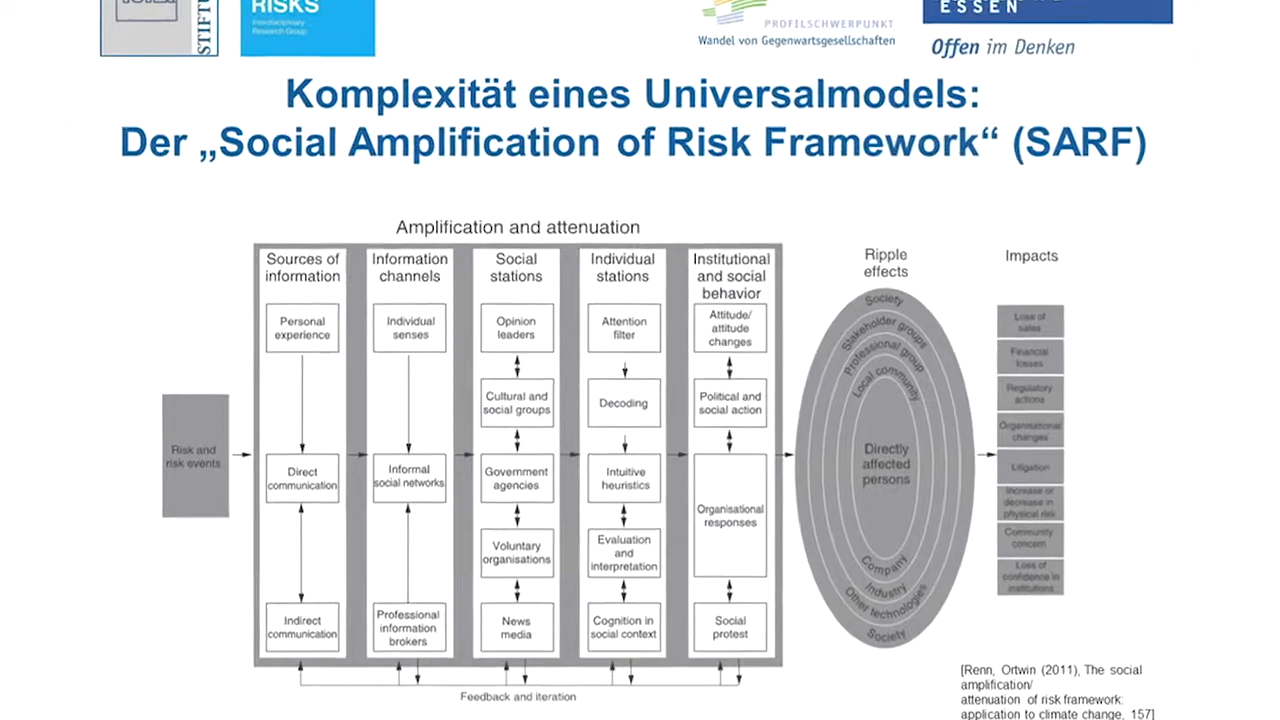 RISKS
Interdisciplinary
Research Group
STIFTU
PROFILSCHWERPUNKT
Wandel von Gegenwartsgesellschaften
ESSEN
Offen im Denken
Komplexität eines Universalmodels:
Der „Social Amplification of Risk Framework“ (SARF)
Amplification and attenuation
Risk and
risk events
Sources of
information
Personal
experience
Direct
communication
Indirect
communication
Information
channels
Individual
senses
Informal
social networks
Professional
information
brokers
Social
stations
Opinion
leaders
Cultural and
social groups
Government
agencies
Voluntary
organisations
News
media
Individual
stations
Attention
filter
Decoding
Intuitive
heuristics
Evaluation
and
interpretation
Cognition in
social context
Institutional
and social
behavior
Attitude/
attitude
changes
Political and
social action
Organisational
responses
Social
protest
Ripple
effects
Society
Stakeholder groups
Professional group
Local community
Directly
affected
persons
Company
Industry
Other technologies
Society
Impacts
Loss of
sales
Financial
losses
Regulatory
actions
Organisational
changes
Litigation
Increase or
decrease in
physical risk
Community
concern
Loss of
confidence in
institutions
Feedback and iteration
[Renn, Ortwin (2011), The social
amplification/
attenuation of risk framework:
application to climate change, 157]